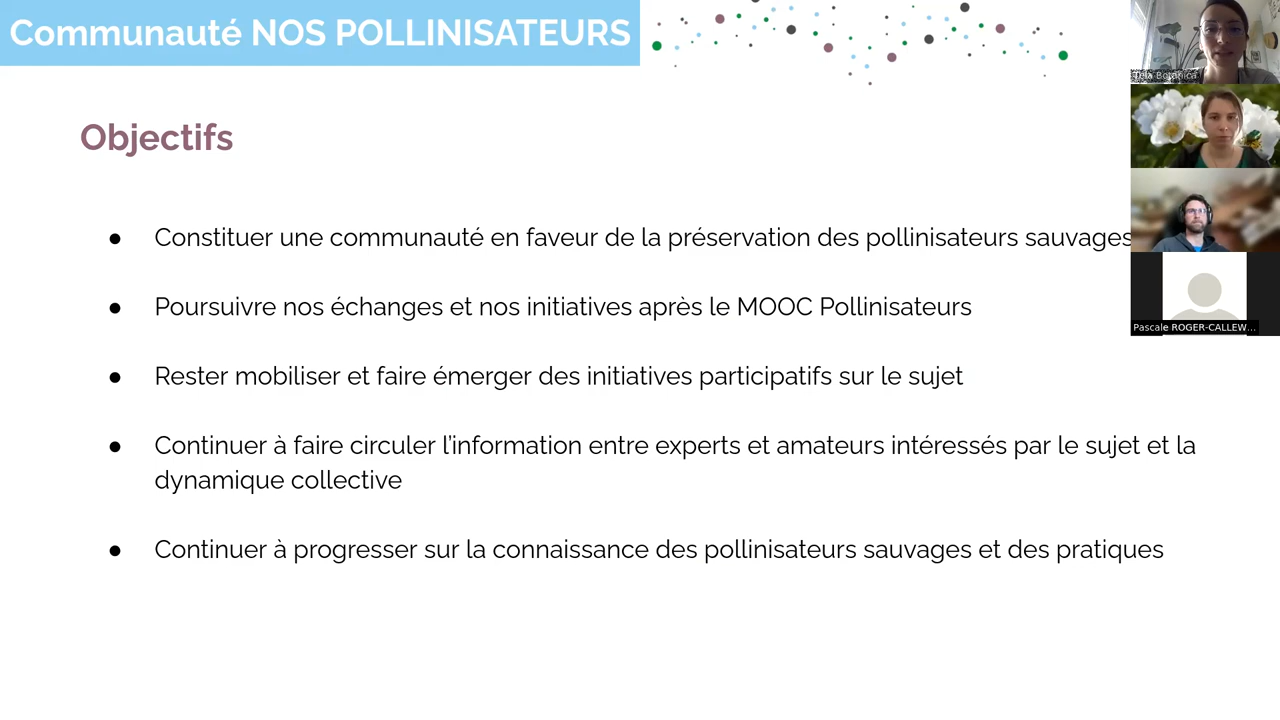 Communauté NOS POLLINISATEURS
Tela Botanica
Objectifs
● Constituer une communauté en faveur de la préservation des pollinisateurs sauvages
● Poursuivre nos échanges et nos initiatives après le MOOC Pollinisateurs
Pascale ROGER-CALLEW...
● Rester mobiliser et faire émerger des initiatives participatifs sur le sujet
● Continuer à faire circuler l'information entre experts et amateurs intéressés par le sujet et la
dynamique collective
● Continuer à progresser sur la connaissance des pollinisateurs sauvages et des pratiques